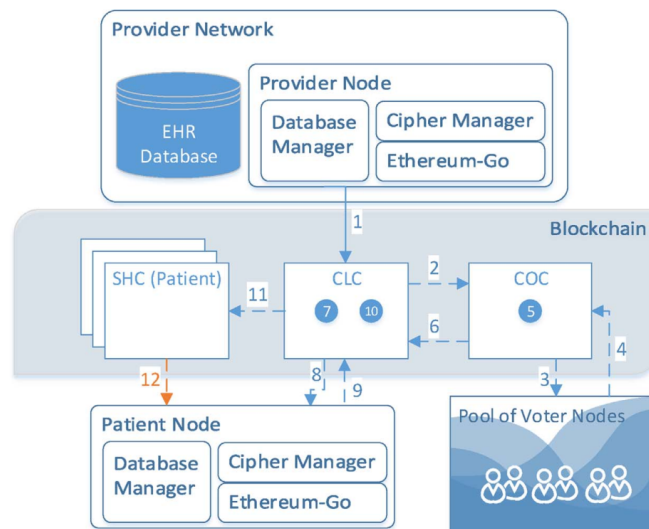 Provider Network
EHR
Database
Provider Node
Database
Manager
Cipher Manager
Ethereum-Go
1
Blockchain
SHC (Patient)
11
CLC
7
10
2
6
COC
5
4
12
8
9
3
Patient Node
Database
Manager
Cipher Manager
Ethereum-Go
Pool of Voter Nodes